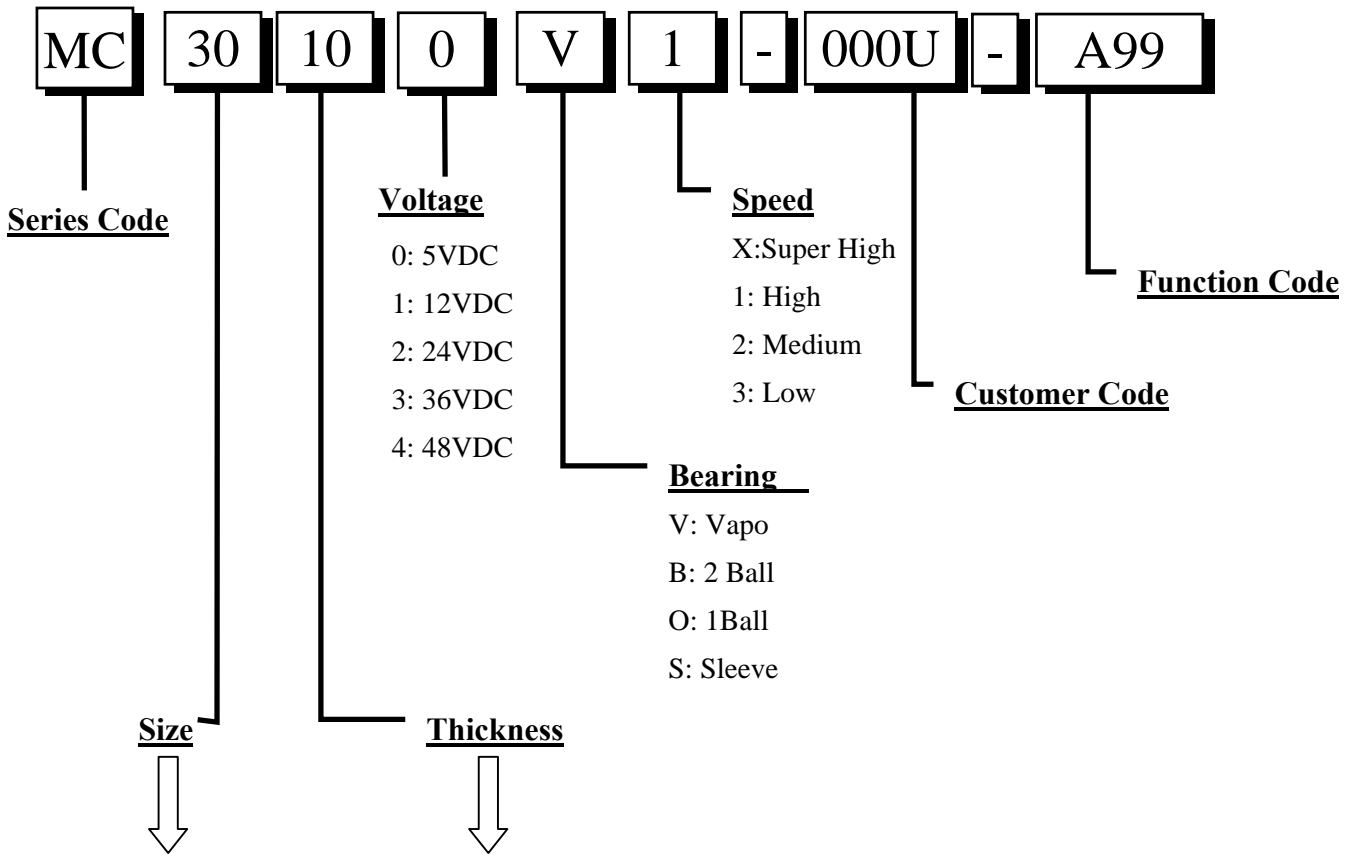 MC 30 10 0 V 1 - 000U - A99
Series Code
Voltage
0: 5VDC
1: 12VDC
2: 24VDC
3: 36VDC
4: 48VDC
Speed
X:Super High
1: High
2: Medium
3: Low
Function Code
Customer Code
Bearing
V: Vapo
B: 2 Ball
O: 1Ball
S: Sleeve
Size
Thickness